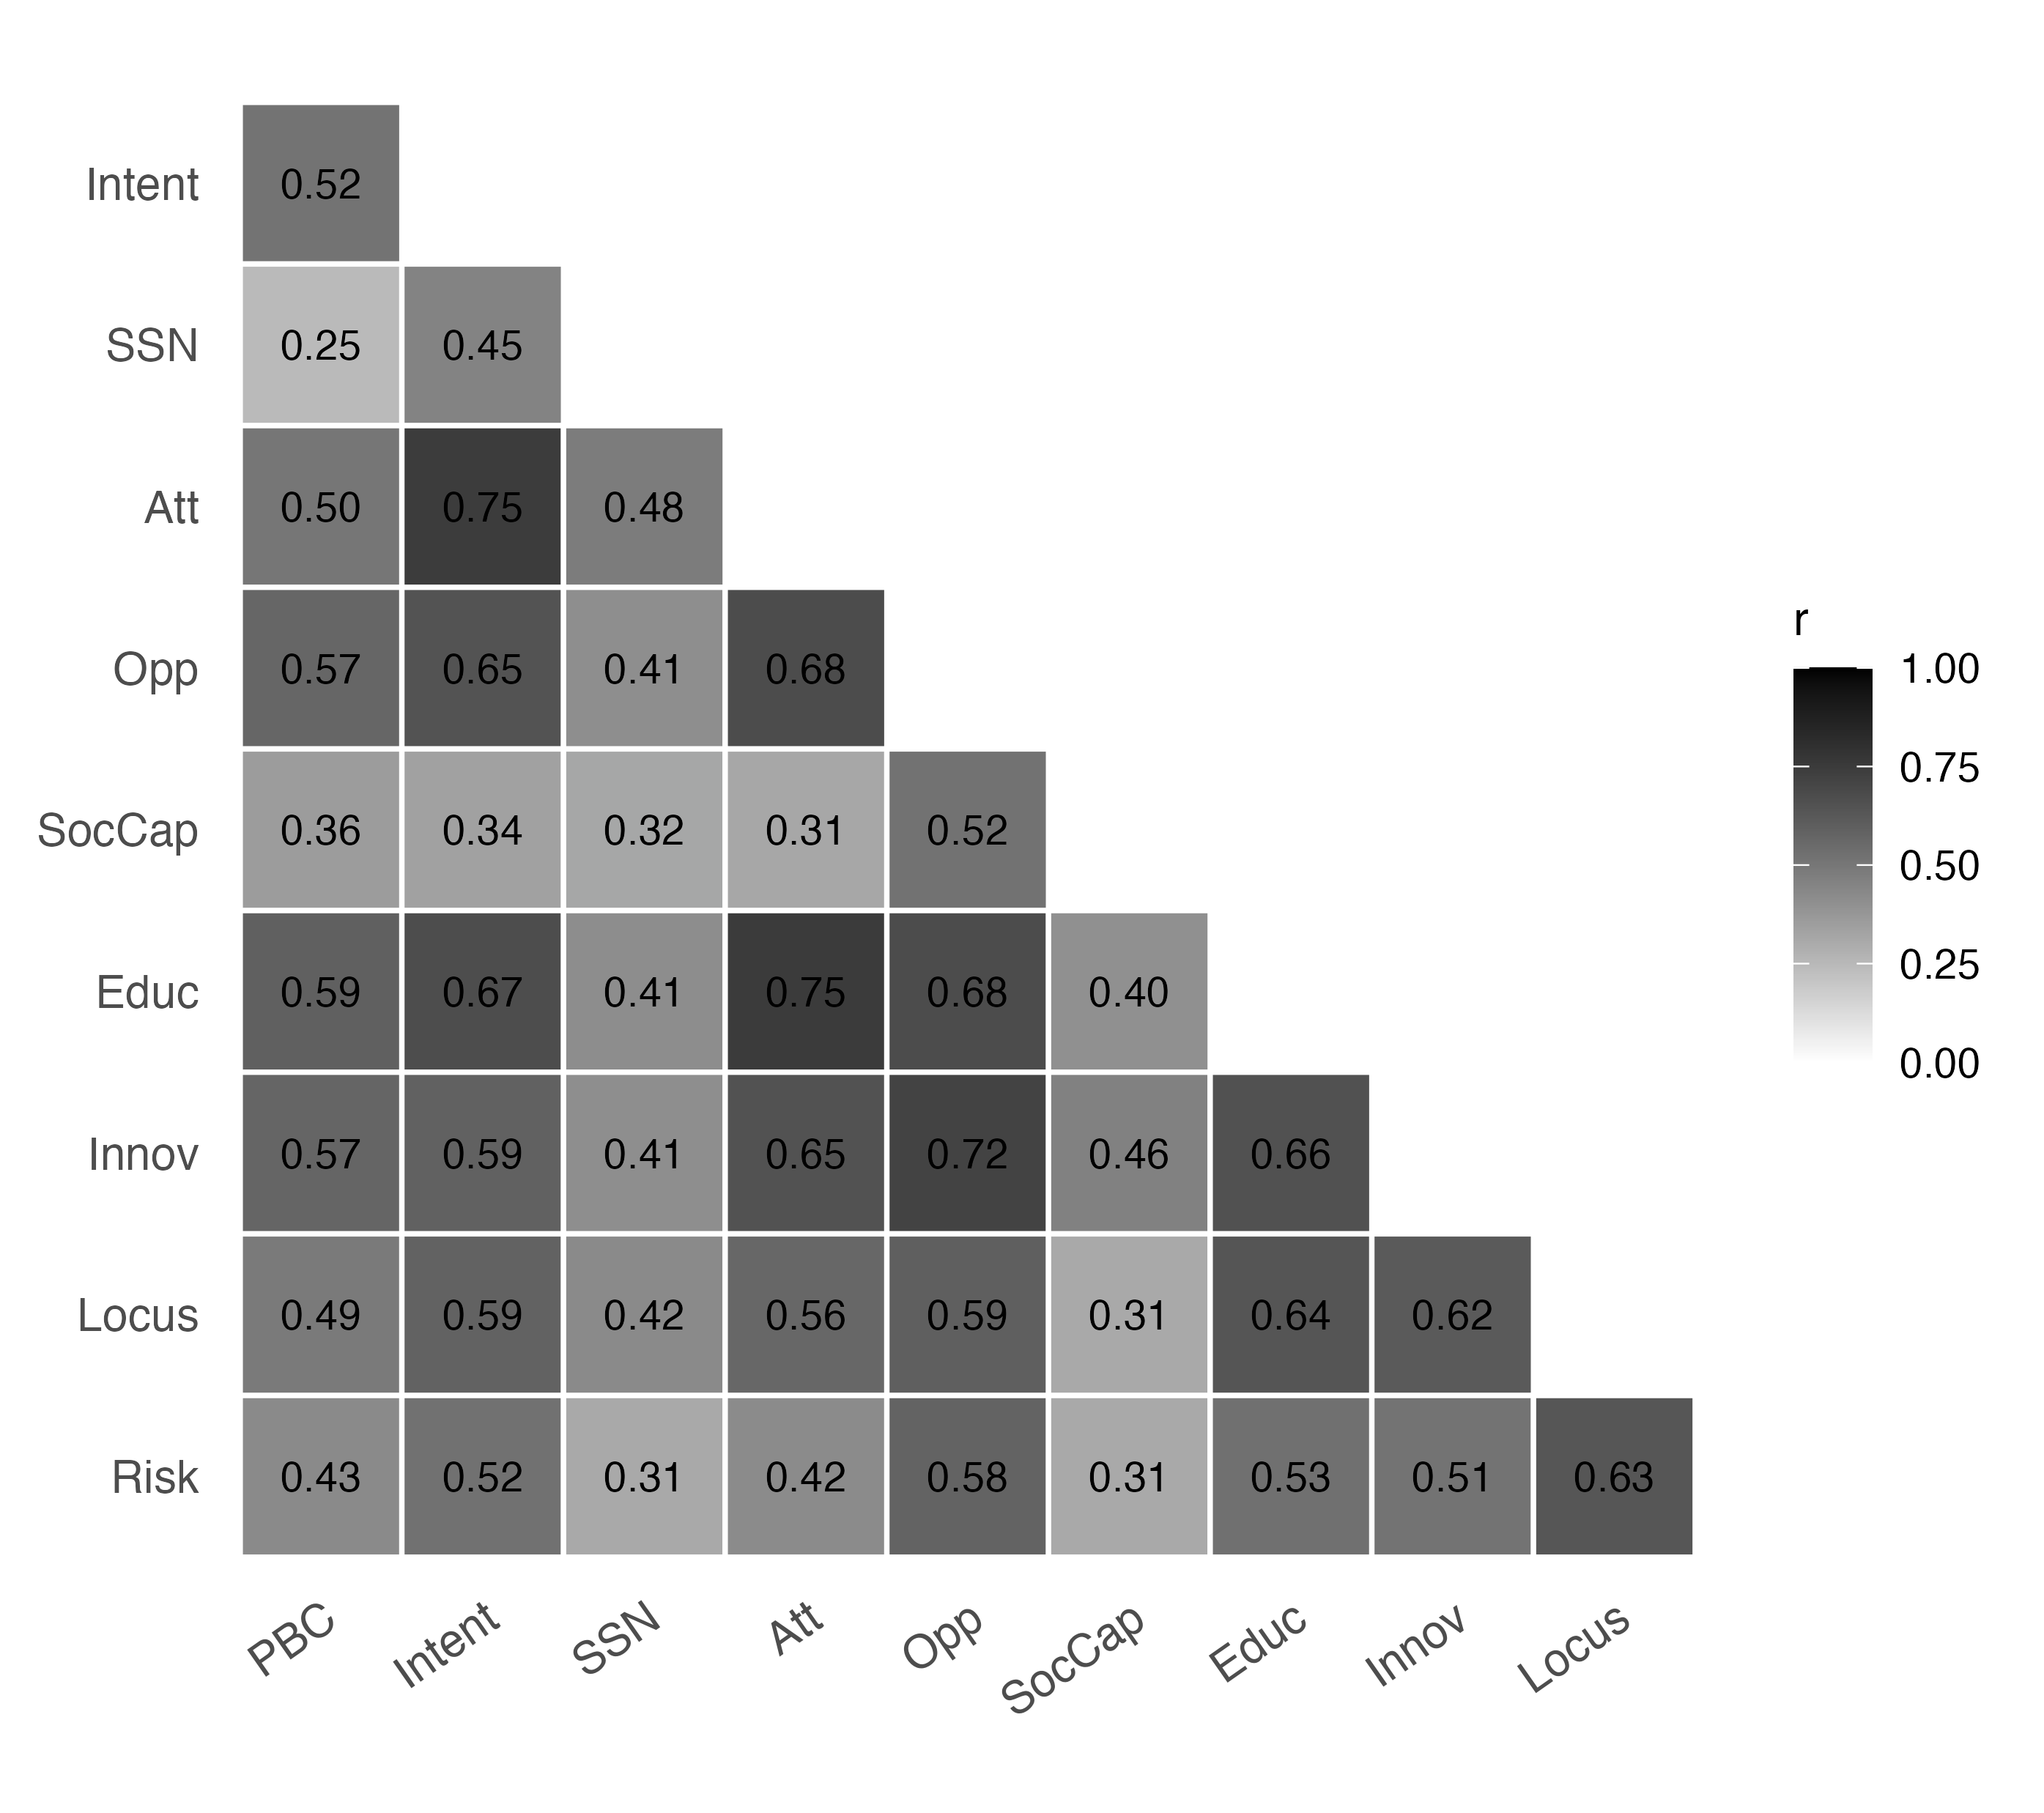 Intent 0.52
SSN 0.25 0.45
Att 0.50 0.75 0.48
Opp 0.57 0.65 0.41 0.68
SocCap 0.36 0.34 0.32 0.31 0.52
Educ 0.59 0.67 0.41 0.75 0.68 0.40
Innov 0.57 0.59 0.41 0.65 0.72 0.46 0.66
Locus 0.49 0.59 0.42 0.56 0.59 0.31 0.64 0.62
Risk 0.43 0.52 0.31 0.42 0.58 0.31 0.53 0.51 0.63
PBC Intent SSN Att Opp SocCap Educ Innov Locus
r
1.00
0.75
0.50
0.25
0.00